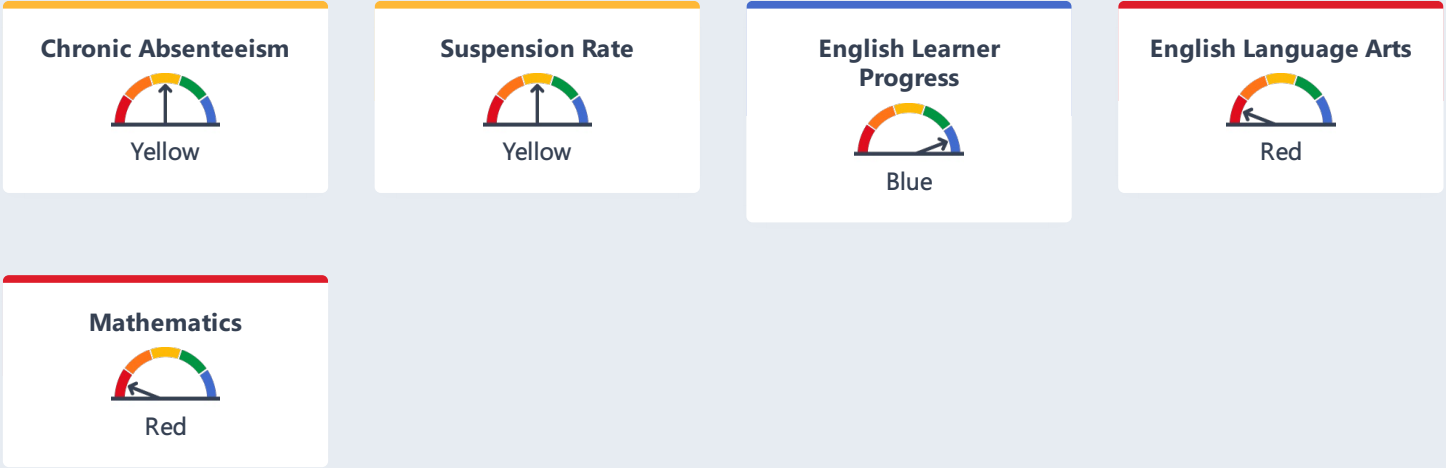 Chronic Absenteeism
Yellow
Suspension Rate
Yellow
English Learner
Progress
Blue
English Language Arts
Red
Mathematics
Red